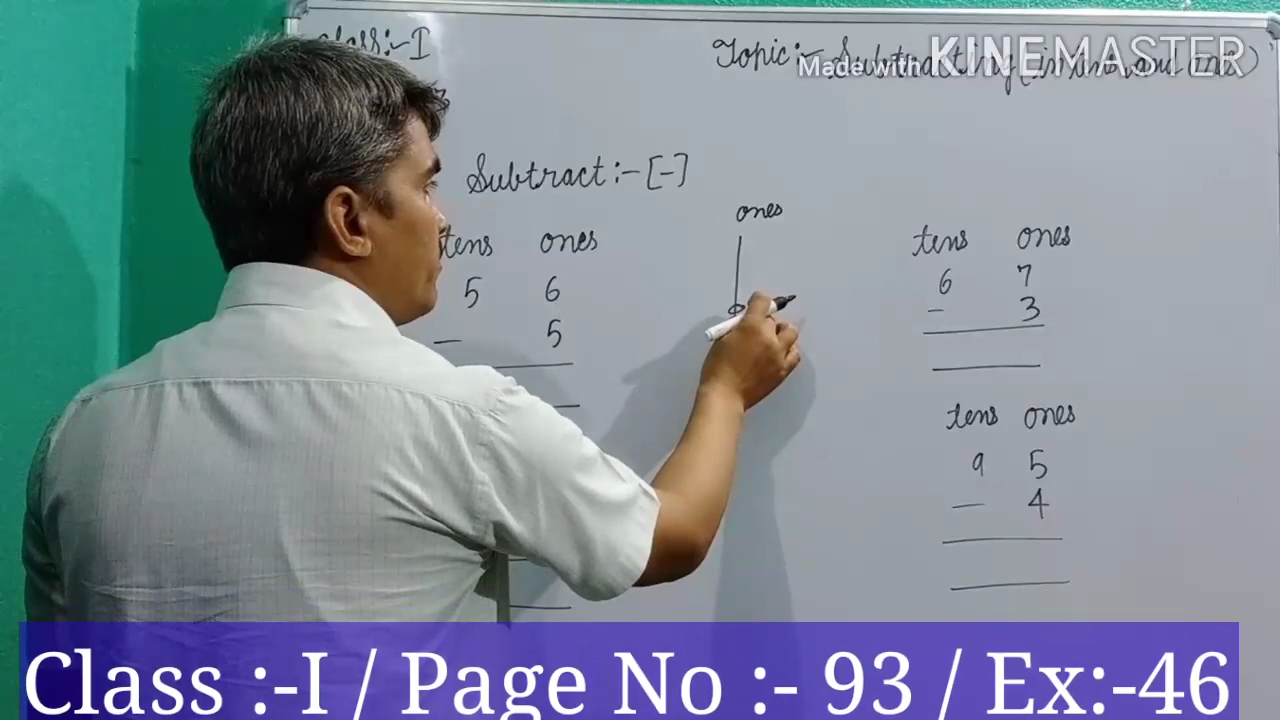 Class:-I
Topic:- Subtracting
Made with KINEMASTER
Subtract:-[-]
ones
tens ones
5 6
- 5
tens ones
6 7
- 3
tens ones
9 5
- 4
Class :-I / Page No :- 93 / Ex:-46